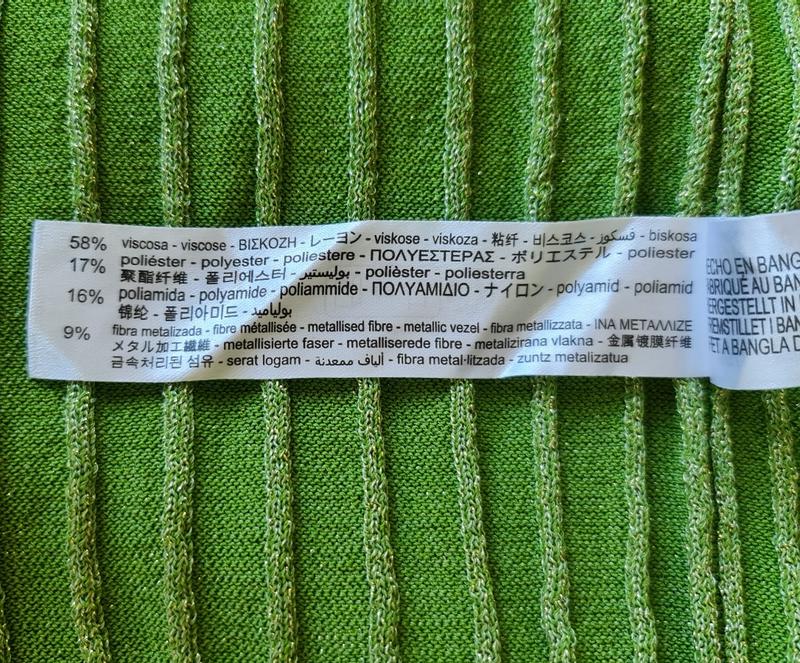 58% viscosa - viscose - ΒΙΣΚΟΖΗ - レーヨン - viskose - viskoza - 粘纤 - 비스코스 - فسكوز - biskosa
17% poliéster - polyester - poliestere - ΠΟΛΥΕΣΤΕΡΑΣ - ポリエステル - poliester
聚酯纤维 - 폴리에스터 - بوليستير - polièster - poliesterra
16% poliamida - polyamide - poliammide - ΠΟΛΥΑΜΙΔΙΟ - ナイロン - polyamid - poliamid
锦纶 - 폴리아미드 - بولياميد
9% fibra metalizada - fibre métallisée - metallised fibre - metallic vezel - fibra metallizzata - ΙΝΑ ΜΕΤΑΛΛΙΖΕ
メタル加工繊維 - metallisierte faser - metalliserede fibre - metalizirana vlakna - 金属镀膜纤维
금속처리된 섬유 - serat logam - ألياف ممعدنة - fibra metal·litzada - zuntz metalizatua
ECHO EN BANG
ABRIQUÉ AU BAN
ERGESTELLT IN
REMSTILLET I BAN
ET A BANGLA D